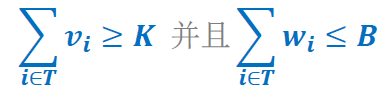 ∑_{i∈T} v_i ≥ K 并且 ∑_{i∈T} w_i ≤ B